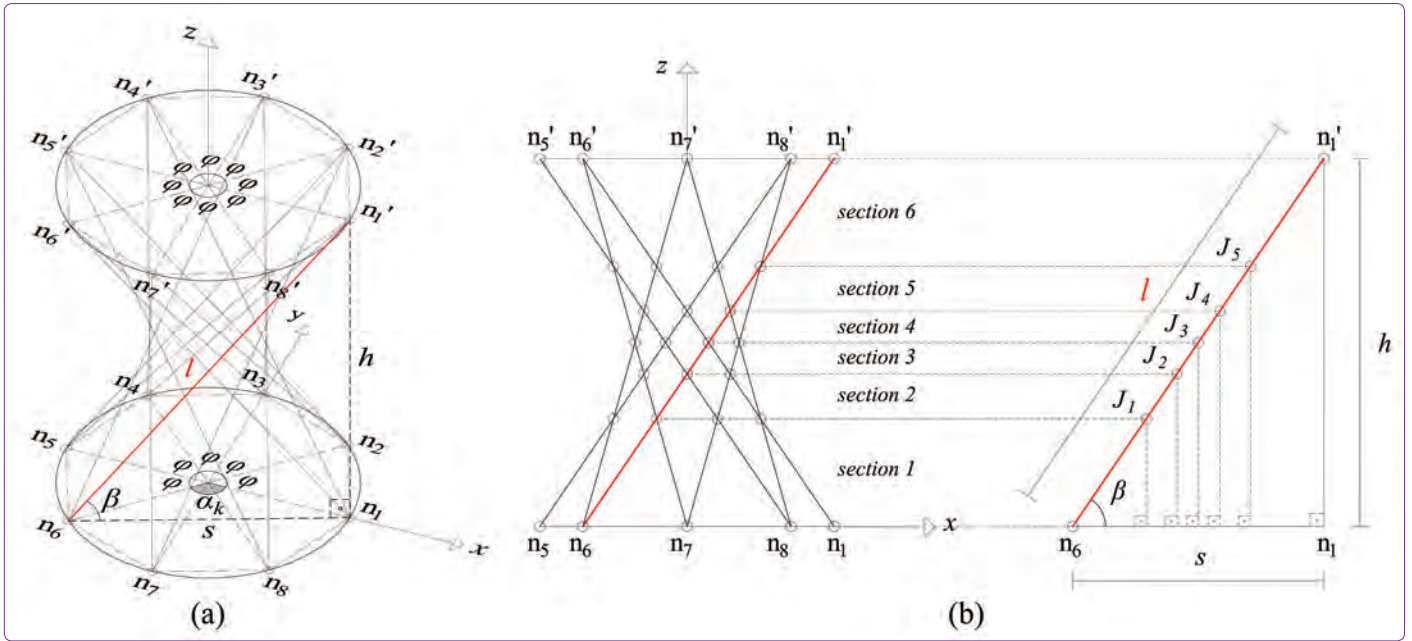 z
n4' n3'
n5' n2'
φ φ φ φ φ φ φ φ
n6' n1'
n7' n8'
y
l h
n4 n3
n5 n2
φ φ φ φ φ
β αk n1
n6 s x
n7 n8
(a)
z
n5' n6' n7' n8' n1' n1'
section 6
J5
section 5
l
J4
section 4
J3
h
section 3
J2
section 2
J1
section 1
β
x
n5 n6 n7 n8 n1 n6 n1
s
(b)